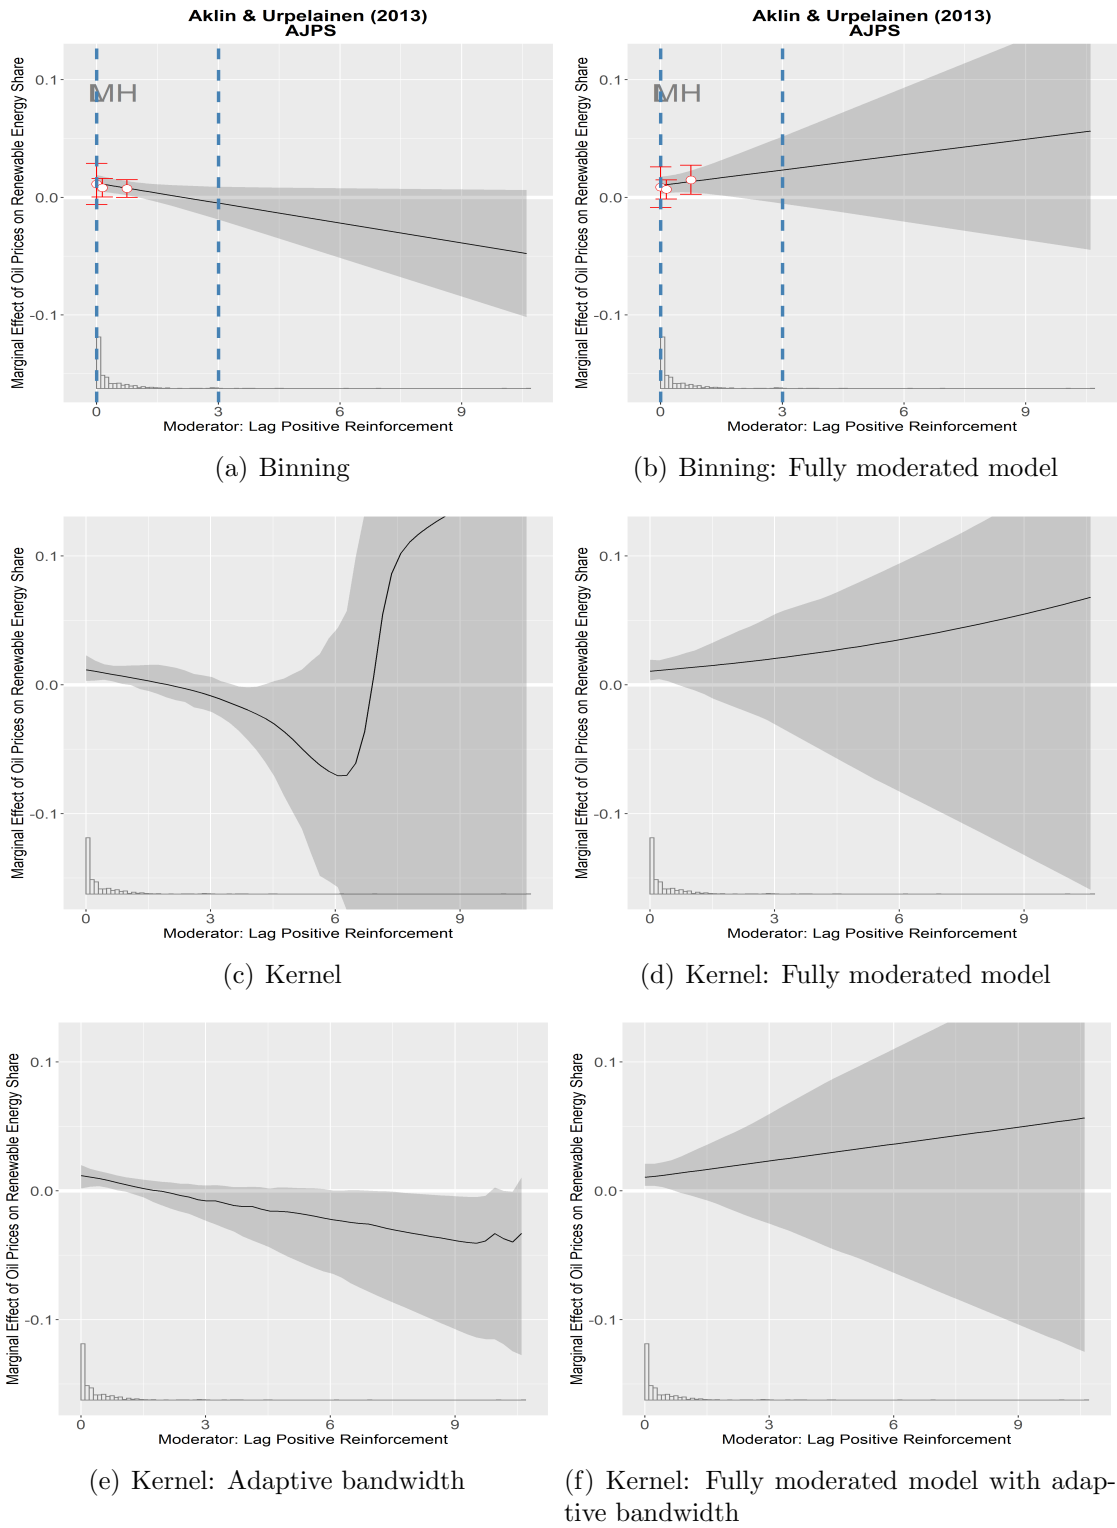 Aklin & Urpelainen (2013)
AJPS
Marginal Effect of Oil Prices on Renewable Energy Share
0.1
0.0
-0.1
LMH
0
3
6
9
Moderator: Lag Positive Reinforcement
(a) Binning
Aklin & Urpelainen (2013)
AJPS
Marginal Effect of Oil Prices on Renewable Energy Share
0.1
0.0
-0.1
LMH
0
3
6
9
Moderator: Lag Positive Reinforcement
(b) Binning: Fully moderated model
Marginal Effect of Oil Prices on Renewable Energy Share
0.1
0.0
-0.1
0
3
6
9
Moderator: Lag Positive Reinforcement
(c) Kernel
Marginal Effect of Oil Prices on Renewable Energy Share
0.1
0.0
-0.1
0
3
6
9
Moderator: Lag Positive Reinforcement
(d) Kernel: Fully moderated model
Marginal Effect of Oil Prices on Renewable Energy Share
0.1
0.0
-0.1
0
3
6
9
Moderator: Lag Positive Reinforcement
(e) Kernel: Adaptive bandwidth
Marginal Effect of Oil Prices on Renewable Energy Share
0.1
0.0
-0.1
0
3
6
9
Moderator: Lag Positive Reinforcement
(f) Kernel: Fully moderated model with adap-
tive bandwidth